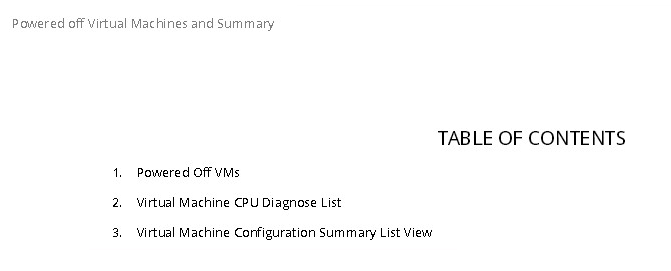 Powered off Virtual Machines and Summary
TABLE OF CONTENTS
1. Powered Off VMs
2. Virtual Machine CPU Diagnose List
3. Virtual Machine Configuration Summary List View